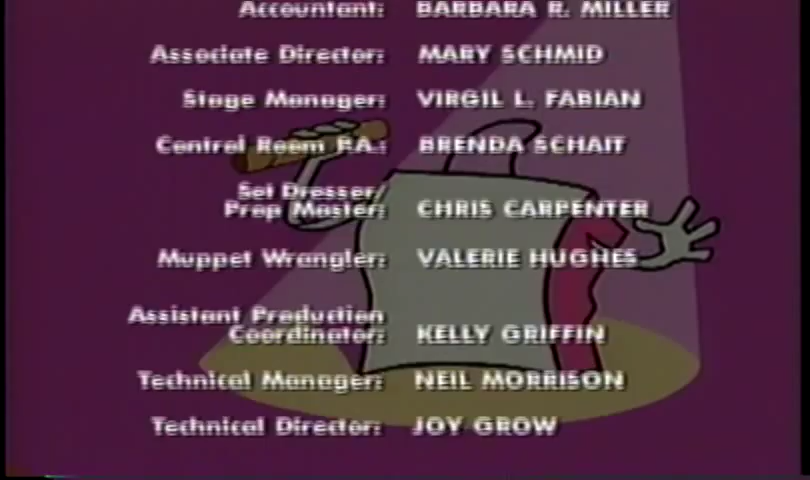 Accountant: BARBARA R. MILLER
Associate Director: MARY SCHMID
Stage Manager: VIRGIL L. FABIAN
Control Room P.A.: BRENDA SCHAIT
Set Dresser/
Prop Master: CHRIS CARPENTER
Muppet Wrangler: VALERIE HUGHES
Assistant Production
Coordinator: KELLY GRIFFIN
Technical Manager: NEIL MORRISON
Technical Director: JOY GROW